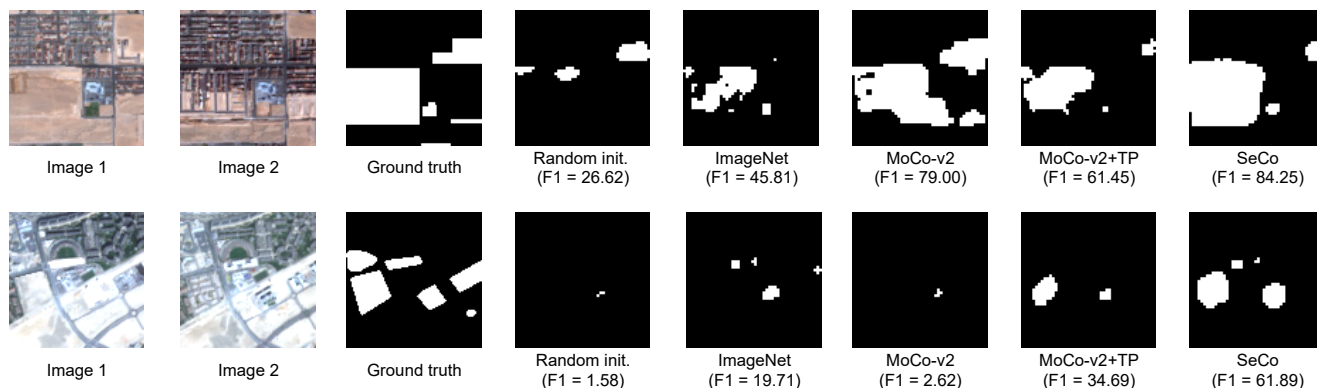 Image 1
Image 2
Ground truth
Random init.
(F1 = 26.62)
ImageNet
(F1 = 45.81)
MoCo-v2
(F1 = 79.00)
MoCo-v2+TP
(F1 = 61.45)
SeCo
(F1 = 84.25)
Image 1
Image 2
Ground truth
Random init.
(F1 = 1.58)
ImageNet
(F1 = 19.71)
MoCo-v2
(F1 = 2.62)
MoCo-v2+TP
(F1 = 34.69)
SeCo
(F1 = 61.89)